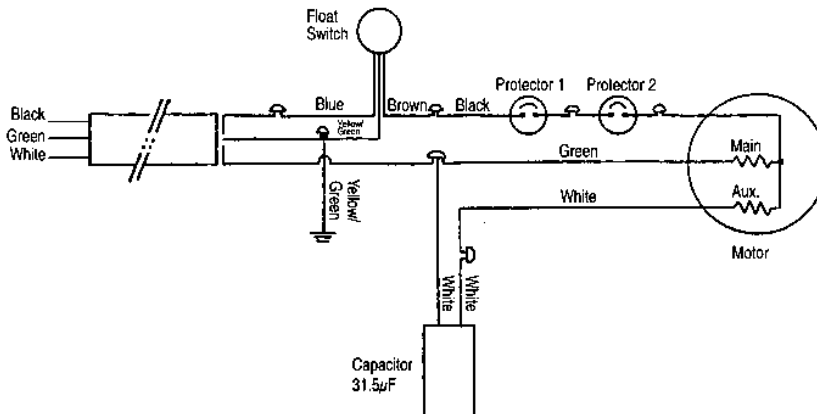 Float
Switch
Protector 1
Protector 2
Black
Blue
Brown
Black
Yellow/
Green
Green
White
Green
Main
Yellow/
Green
White
Aux.
Motor
White
White
Capacitor
31.5µF